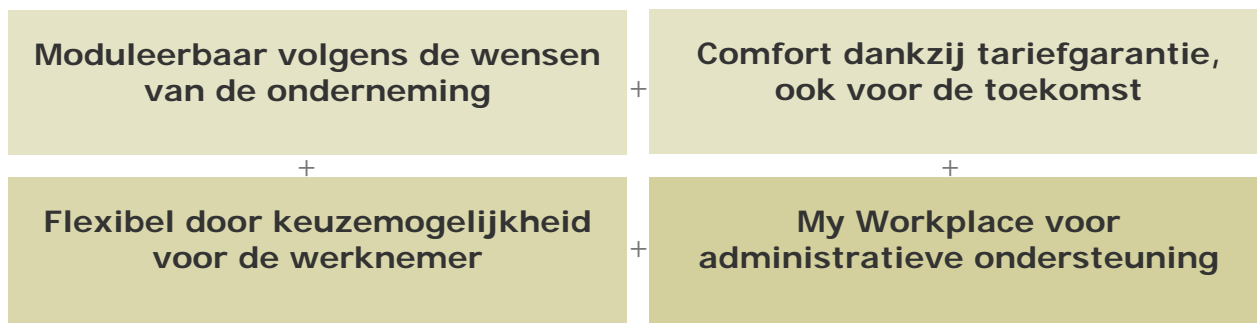 Moduleerbaar volgens de wensen
van de onderneming
+
Comfort dankzij tariefgarantie,
ook voor de toekomst
+
+
Flexibel door keuzemogelijkheid
voor de werknemer
+
My Workplace voor
administratieve ondersteuning